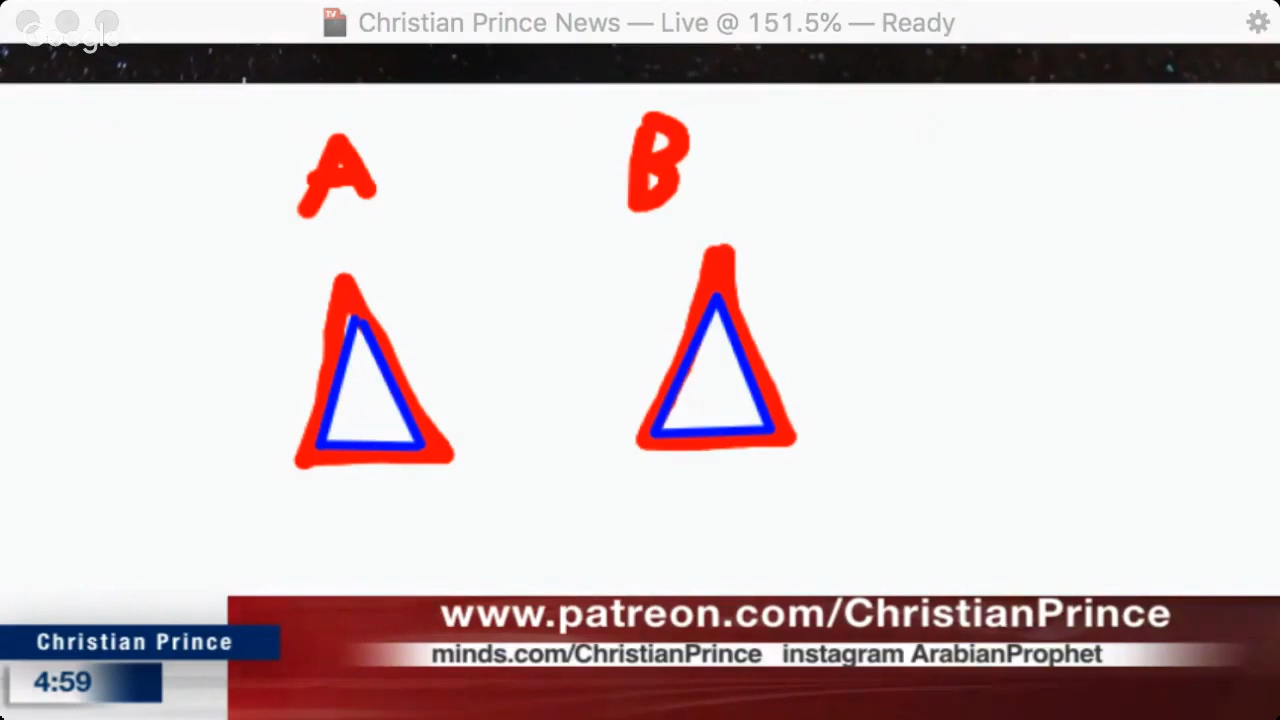 Christian Prince News — Live @ 151.5% — Ready
Google
A
B
www.patreon.com/ChristianPrince
Christian Prince
minds.com/ChristianPrince instagram ArabianProphet
4:59